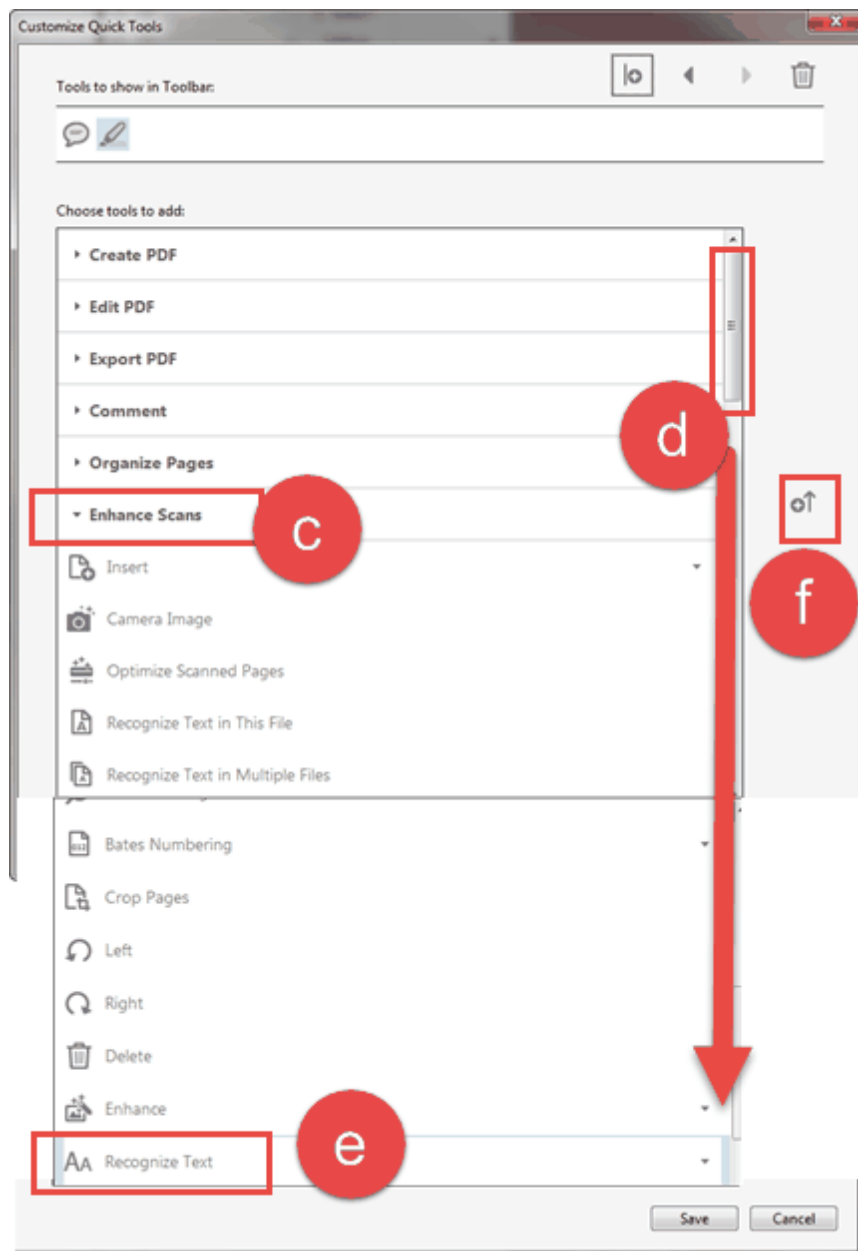 Customize Quick Tools
Tools to show in Toolbar:
Choose tools to add:
Create PDF
Edit PDF
Export PDF
Comment
d
Organize Pages
Enhance Scans
c
f
Insert
Camera Image
Optimize Scanned Pages
Recognize Text in This File
Recognize Text in Multiple Files
Bates Numbering
Crop Pages
Left
Right
Delete
Enhance
e
Recognize Text
Save Cancel